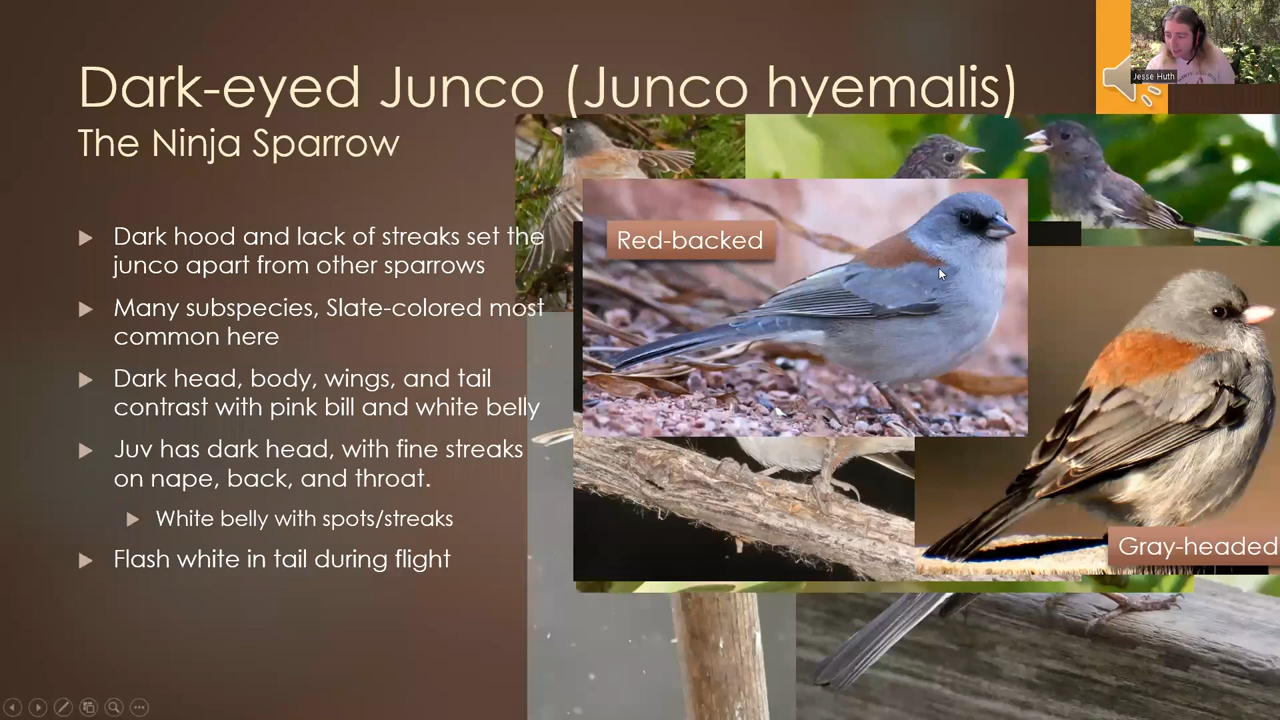 Dark-eyed Junco (Junco hyemalis)
The Ninja Sparrow
Jesse Huth
Dark hood and lack of streaks set the
junco apart from other sparrows
Many subspecies, Slate-colored most
common here
Dark head, body, wings, and tail
contrast with pink bill and white belly
Juv has dark head, with fine streaks
on nape, back, and throat.
White belly with spots/streaks
Flash white in tail during flight
Red-backed
Gray-headed